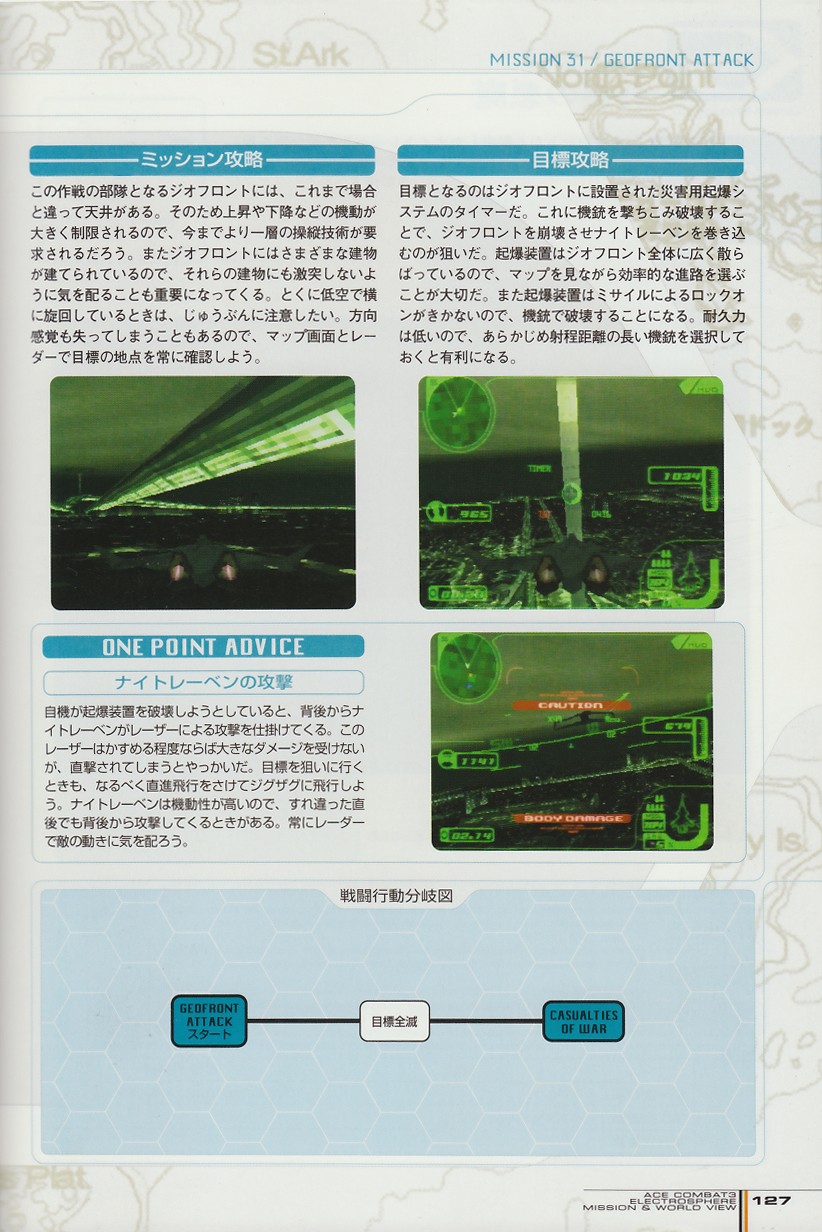 St.Ark
MISSION 31 / GEOFRONT ATTACK
North Point
ミッション攻略
この作戦の部隊となるジオフロントには、これまで場合
と違って天井がある。そのため上昇や下降などの機動が
大きく制限されるので、今までより一層の操縦技術が要
求されるだろう。またジオフロントにはさまざまな建物
が建てられているので、それらの建物にも激突しないよ
うに気を配ることも重要になってくる。とくに低空で横
に旋回しているときは、じゅうぶんに注意したい。方向
感覚も失ってしまうこともあるので、マップ画面とレー
ダーで目標の地点を常に確認しよう。
目標攻略
目標となるのはジオフロントに設置された災害用起爆シ
ステムのタイマーだ。これに機銃を撃ちこみ破壊するこ
とで、ジオフロントを崩壊させナイトレーベンを巻き込
むのが狙いだ。起爆装置はジオフロント全体に広く散ら
ばっているので、マップを見ながら効率的な進路を選ぶ
ことが大切だ。また起爆装置はミサイルによるロックオ
ンがきかないので、機銃で破壊することになる。耐久力
は低いので、あらかじめ射程距離の長い機銃を選択して
おくと有利になる。
TIMER
1034
965
ドック
ONE POINT ADVICE
ナイトレーベンの攻撃
自機が起爆装置を破壊しようとしていると、背後からナ
イトレーベンがレーザーによる攻撃を仕掛けてくる。この
レーザーはかすめる程度ならば大きなダメージを受けない
が、直撃されてしまうとやっかいだ。目標を狙いに行く
ときも、なるべく直進飛行をさけてジグザグに飛行しよ
う。ナイトレーベンは機動性が高いので、すれ違った直
後でも背後から攻撃してくるときがある。常にレーダー
で敵の動きに気を配ろう。
CAUTION
679
1147
BODY DAMAGE
02.14
y Is.
戦闘行動分岐図
GEOFRONT
ATTACK
スタート
目標全滅
CASUALTIES
OF WAR
s Plat
ACE COMBAT3
ELECTROSPHERE
MISSION & WORLD VIEW
127